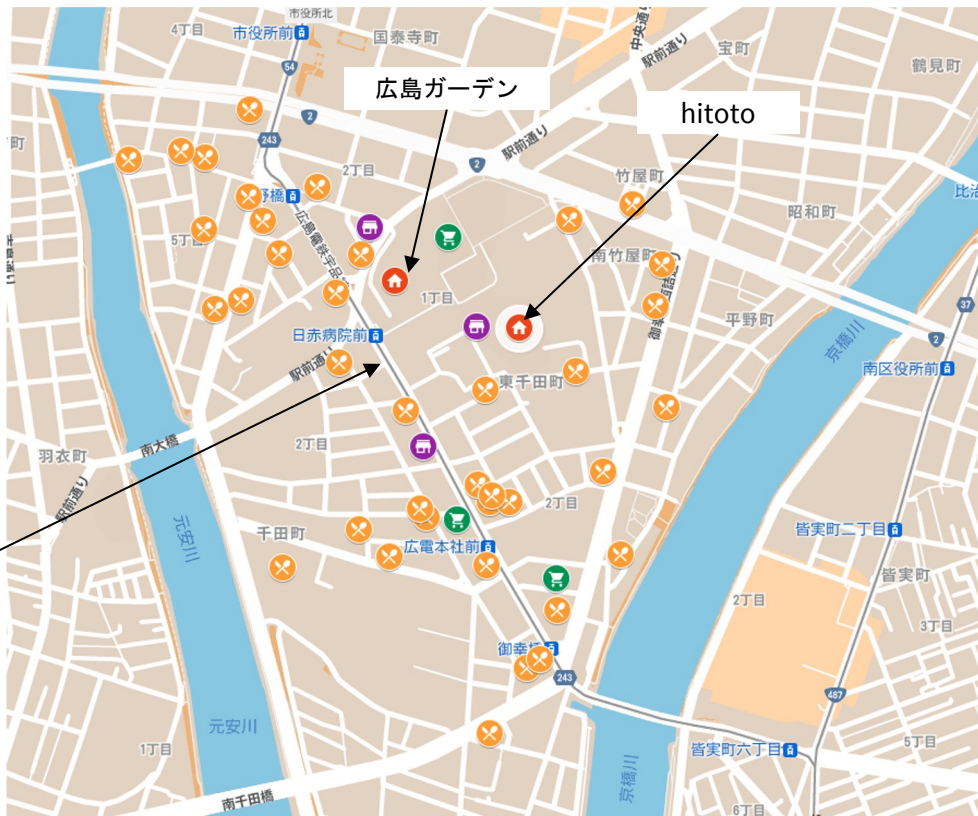 市役所北
市役所前
4丁目
国泰寺町
中央通り
宝町
駅前通り
鶴見町
54
2
広島ガーデン
hitoto
243
2丁目
駅前通り
2
竹屋町
野橋
比治
昭和町
5丁目
広島電鉄宇品
南竹屋町
1丁目
平野町
37
日赤病院前
京橋川
2
駅前通り
東千田町
南区役所前
南大橋
2丁目
羽衣町
駅前通り
元安川
千田町
2丁目
広電本社前
皆実町二丁目
皆実町
2丁目
3丁目
御幸橋
243
487
元安川
1丁目
皆実町六丁目
5丁目
京橋川
南千田橋
6丁目